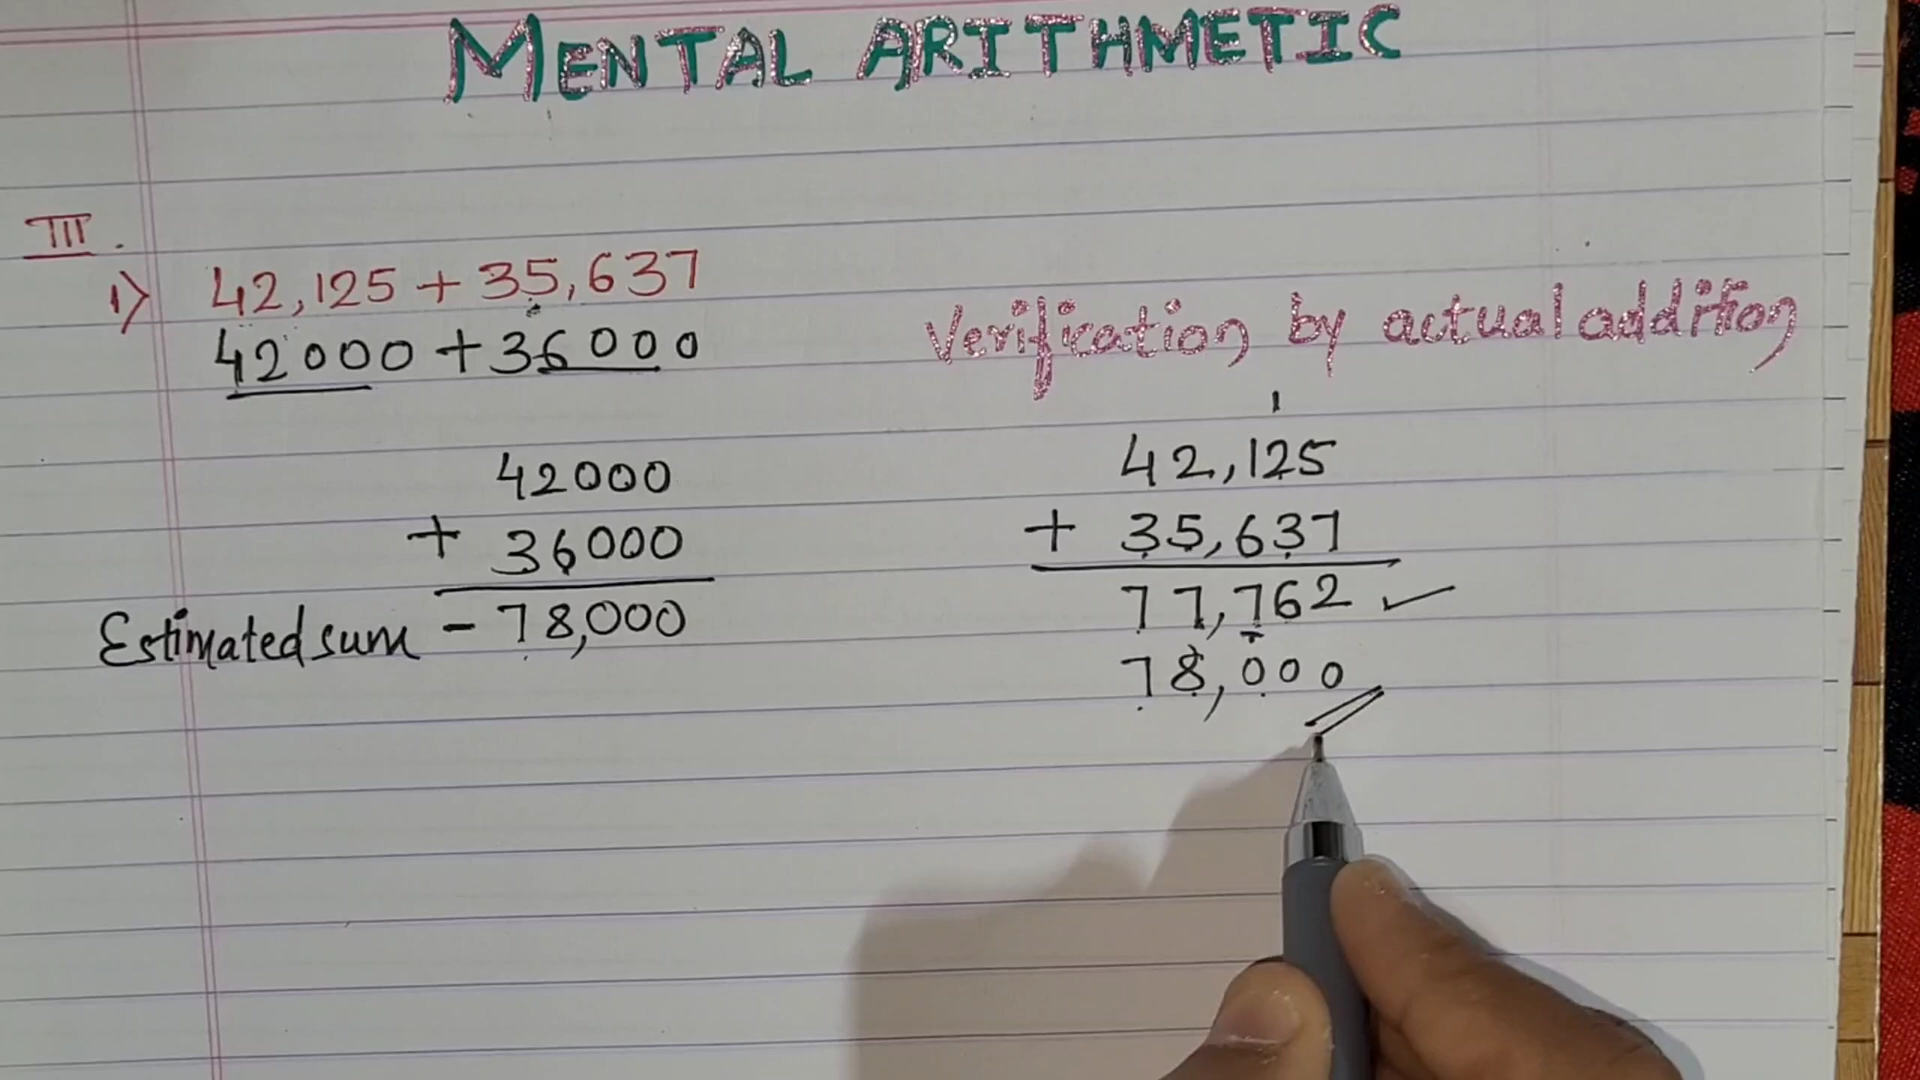 MENTAL ARITHMETIC
III.
1) 42,125 + 35,637
42000 + 36000
42000
+ 36000
Estimated sum - 78,000
Verification by actual addition
1
42,125
+ 35,637
77,762
78,000